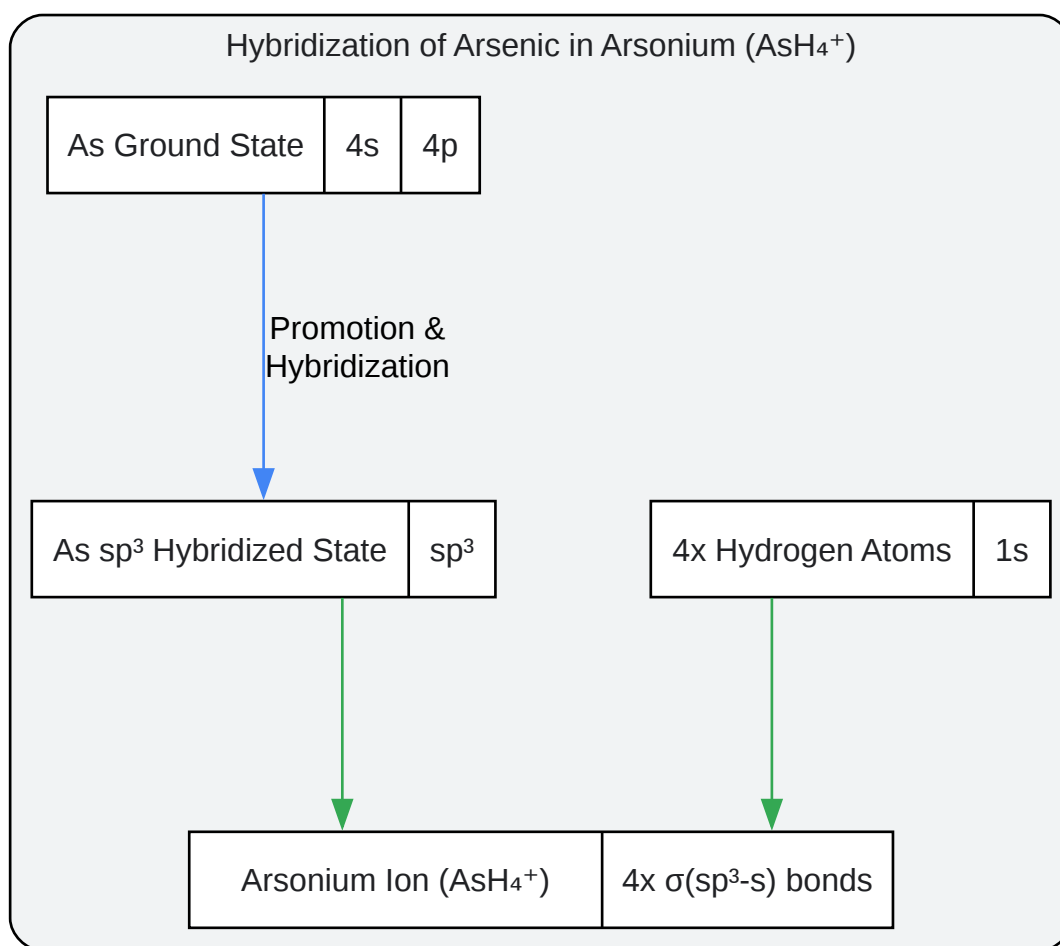 Hybridization of Arsenic in Arsonium (AsH₄⁺)
As Ground State
4s
4p
Promotion &
Hybridization
As sp³ Hybridized State
sp³
4x Hydrogen Atoms
1s
Arsonium Ion (AsH₄⁺)
4x σ(sp³-s) bonds